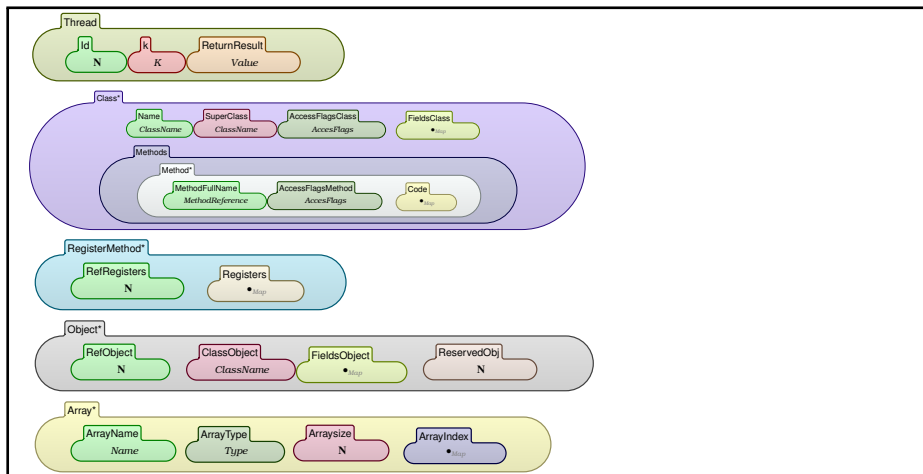 Thread
Id k ReturnResult
N K Value
Class*
Name SuperClass AccessFlagsClass FieldsClass
ClassName ClassName AccesFlags •Map
Methods
Method*
MethodFullName AccessFlagsMethod Code
MethodReference AccesFlags •Map
RegisterMethod*
RefRegisters Registers
N •Map
Object*
RefObject ClassObject FieldsObject ReservedObj
N ClassName •Map N
Array*
ArrayName ArrayType Arraysize ArrayIndex
Name Type N •Map